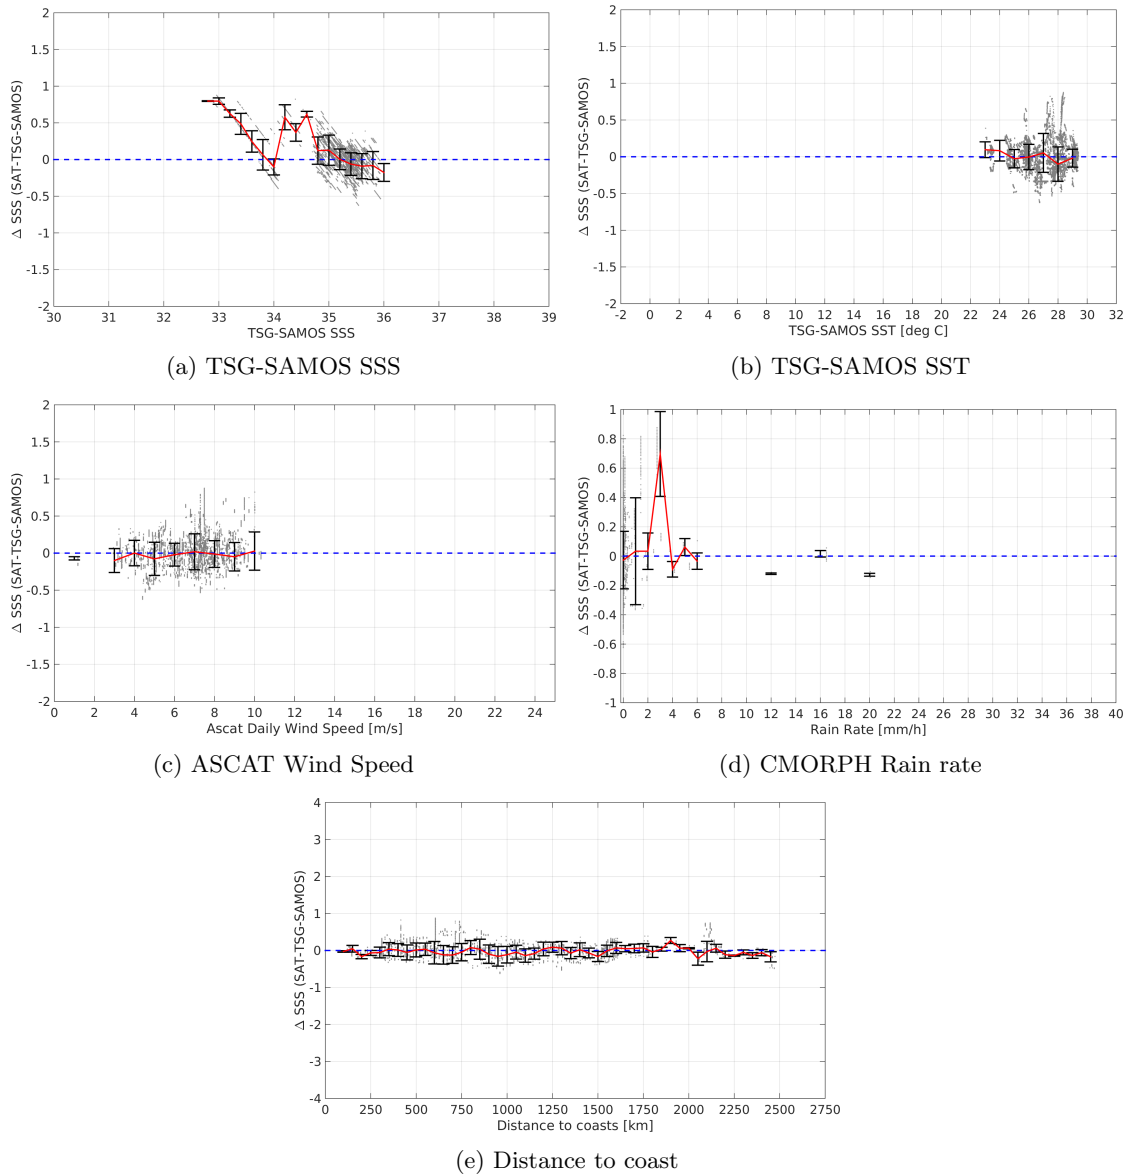 2
1.5
1
0.5
0
-0.5
-1
-1.5
-2
Δ SSS (SAT-TSG-SAMOS)
30 31 32 33 34 35 36 37 38 39
TSG-SAMOS SSS
(a) TSG-SAMOS SSS
2
1.5
1
0.5
0
-0.5
-1
-1.5
-2
Δ SSS (SAT-TSG-SAMOS)
-2 0 2 4 6 8 10 12 14 16 18 20 22 24 26 28 30 32
TSG-SAMOS SST [deg C]
(b) TSG-SAMOS SST
2
1.5
1
0.5
0
-0.5
-1
-1.5
-2
Δ SSS (SAT-TSG-SAMOS)
0 2 4 6 8 10 12 14 16 18 20 22 24
Ascat Daily Wind Speed [m/s]
(c) ASCAT Wind Speed
1
0.8
0.6
0.4
0.2
0
-0.2
-0.4
-0.6
-0.8
-1
Δ SSS (SAT-TSG-SAMOS)
0 2 4 6 8 10 12 14 16 18 20 22 24 26 28 30 32 34 36 38 40
Rain Rate [mm/h]
(d) CMORPH Rain rate
4
3
2
1
0
-1
-2
-3
-4
Δ SSS (SAT-TSG-SAMOS)
0 250 500 750 1000 1250 1500 1750 2000 2250 2500 2750
Distance to coasts [km]
(e) Distance to coast